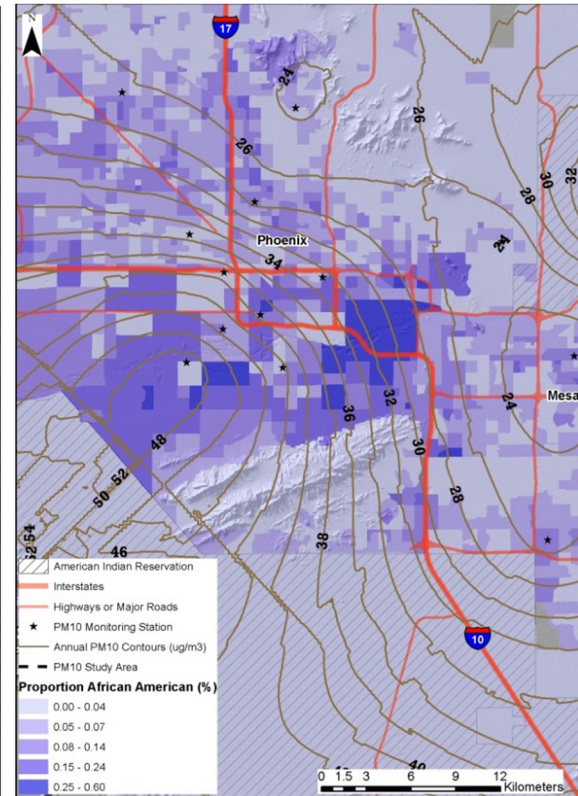 N
17
24
26
26
28
30
32
24
Phoenix
34
32
36
24
Mesa
30
48
50
52
28
38
52 54
46
American Indian Reservation
Interstates
Highways or Major Roads
PM10 Monitoring Station
Annual PM10 Contours (ug/m3)
PM10 Study Area
Proportion African American (%)
0.00 - 0.04
0.05 - 0.07
0.08 - 0.14
0.15 - 0.24
0.25 - 0.60
10
40
0 1.5 3 6 9 12
Kilometers